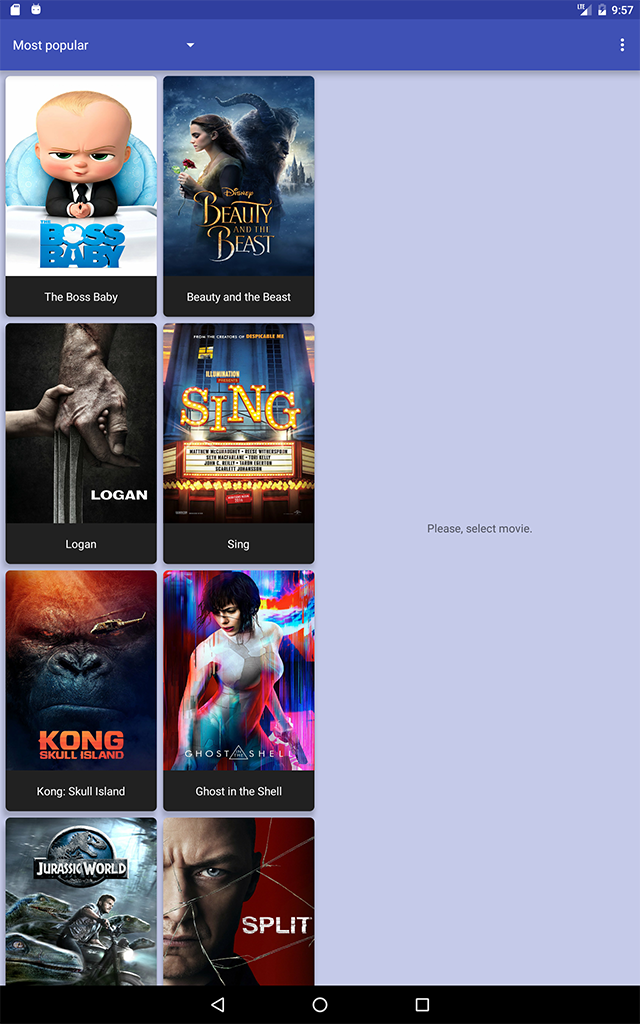 LTE 9:57
Most popular
THE
BOSS
BABY
The Boss Baby
Disney
BEAUTY
AND THE
BEAST
Beauty and the Beast
LOGAN
Logan
FROM THE CREATORS OF DESPICABLE ME
ILLUMINATION
PRESENTS
SING
MATTHEW McCONAUGHEY • REESE WITHERSPOON
SETH MACFARLANE • TORI KELLY
JOHN C. REILLY • TARON EGERTON
SCARLETT JOHANSSON
Sing
Please, select movie.
KONG
SKULL ISLAND
Kong: Skull Island
GHOST IN THE SHELL
Ghost in the Shell
JURASSIC WORLD
SPLIT